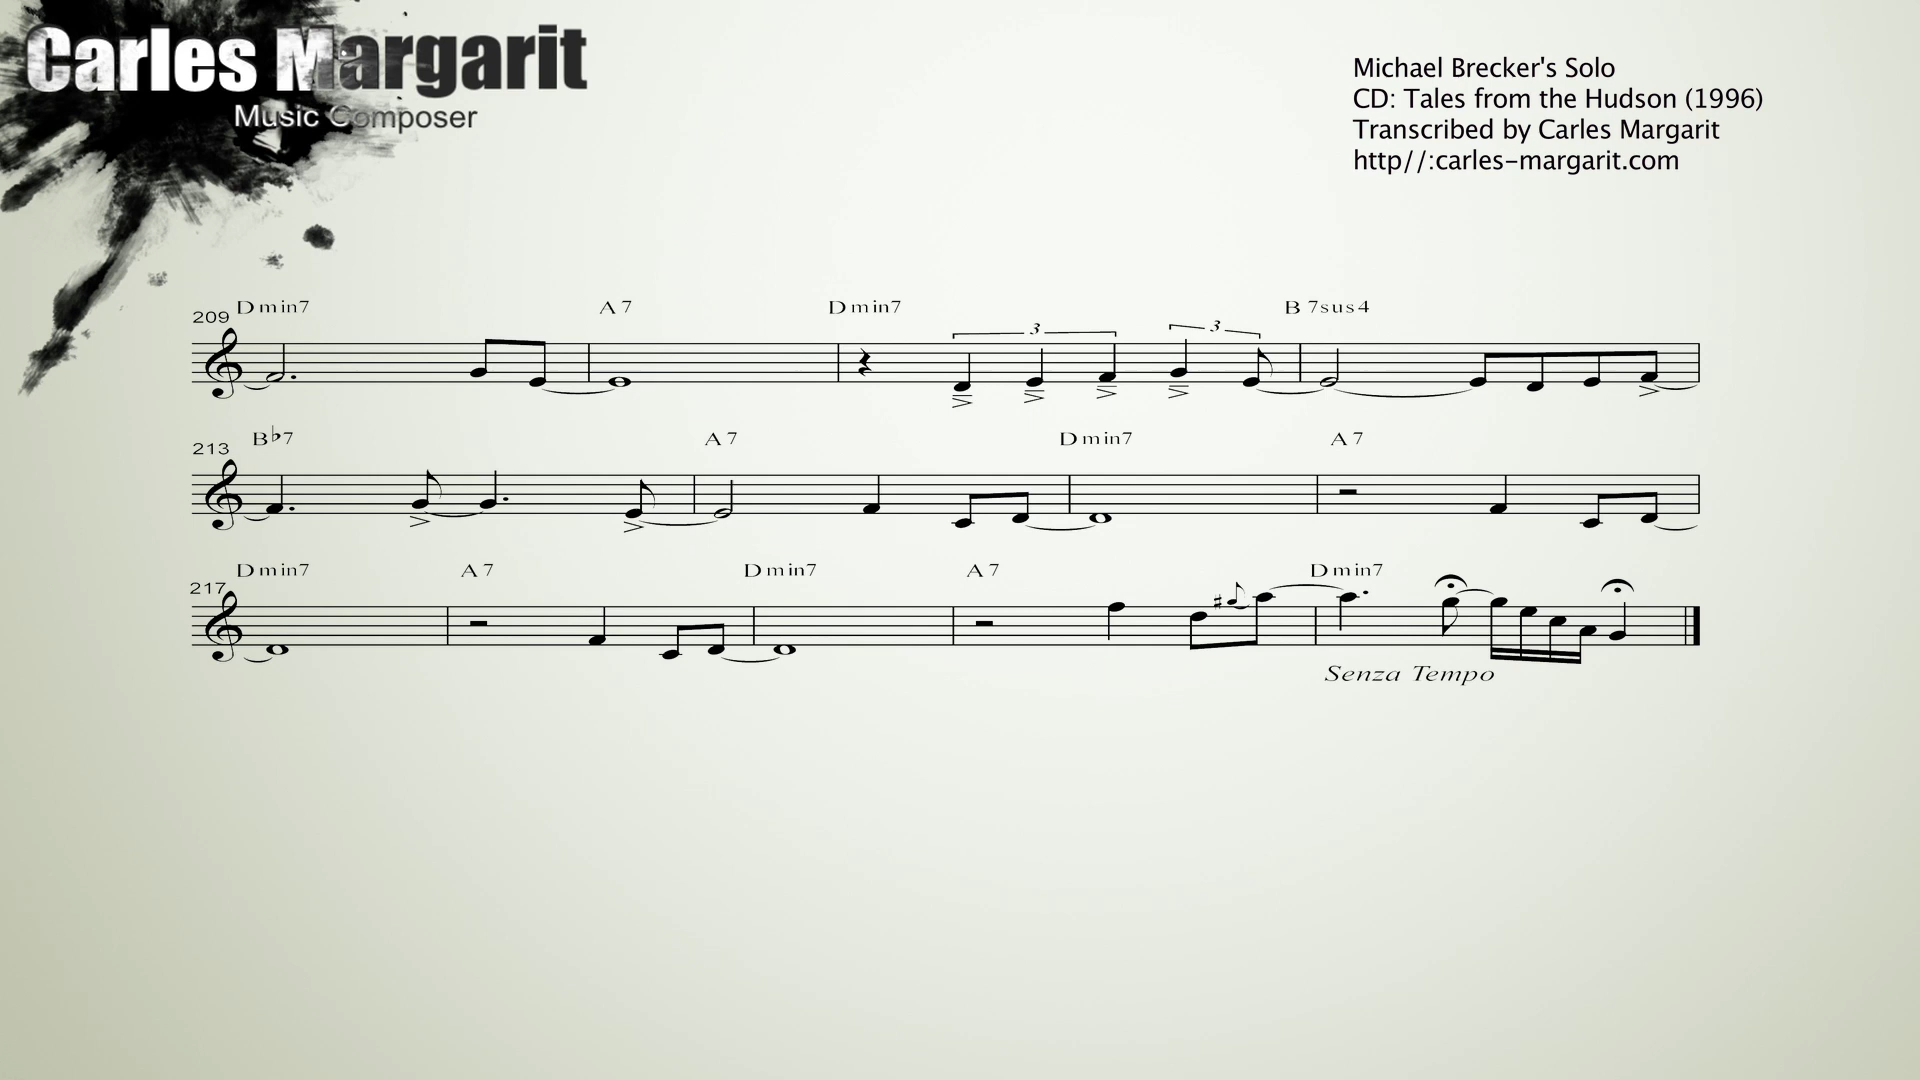 Carles Margarit
Music Composer
Michael Brecker's Solo
CD: Tales from the Hudson (1996)
Transcribed by Carles Margarit
http//:carles-margarit.com
209 Dmin7 A7 Dmin7 B7sus4
3 3
213 B♭7 A7 Dmin7 A7
217 Dmin7 A7 Dmin7 A7 Dmin7
Senza Tempo